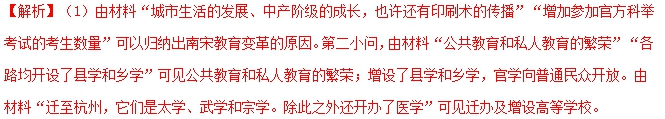 【解析】（1）由材料“城市生活的发展、中产阶级的成长，也许还有印刷术的传播”“增加参加官方科举
考试的考生数量”可以归纳出南宋教育变革的原因。第二小问，由材料“公共教育和私人教育的繁荣”“各
路均开设了县学和乡学”可见公共教育和私人教育的繁荣；增设了县学和乡学，官学向普通民众开放。由
材料“迁至杭州，它们是太学、武学和宗学。除此之外还开办了医学”可见迁办及增设高等学校。